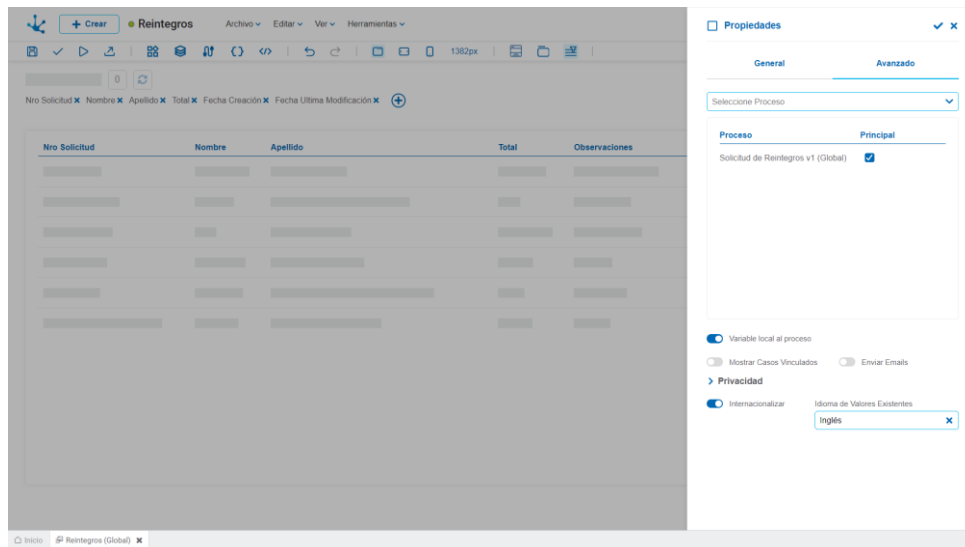 + Crear
Reintegros
Archivo Editar Ver Herramientas
1382px
0
Nro Solicitud Nombre Apellido Total Fecha Creación Fecha Ultima Modificación
Nro Solicitud Nombre Apellido Total Observaciones
Propiedades
General Avanzado
Seleccione Proceso
Proceso Principal
Solicitud de Reintegros v1 (Global)
Variable local al proceso
Mostrar Casos Vinculados Enviar Emails
Privacidad
Internacionalizar Idioma de Valores Existentes
Inglés
Inicio Reintegros (Global)